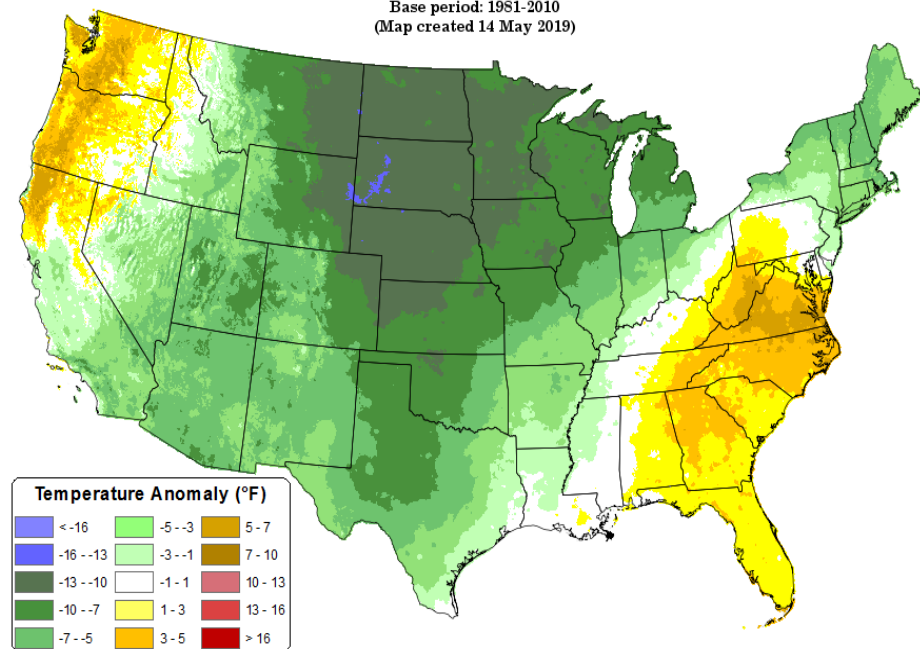 Base period: 1981-2010
(Map created 14 May 2019)
Temperature Anomaly (°F)
< -16
-16 - -13
-13 - -10
-10 - -7
-7 - -5
-5 - -3
-3 - -1
-1 - 1
1 - 3
3 - 5
5 - 7
7 - 10
10 - 13
13 - 16
> 16